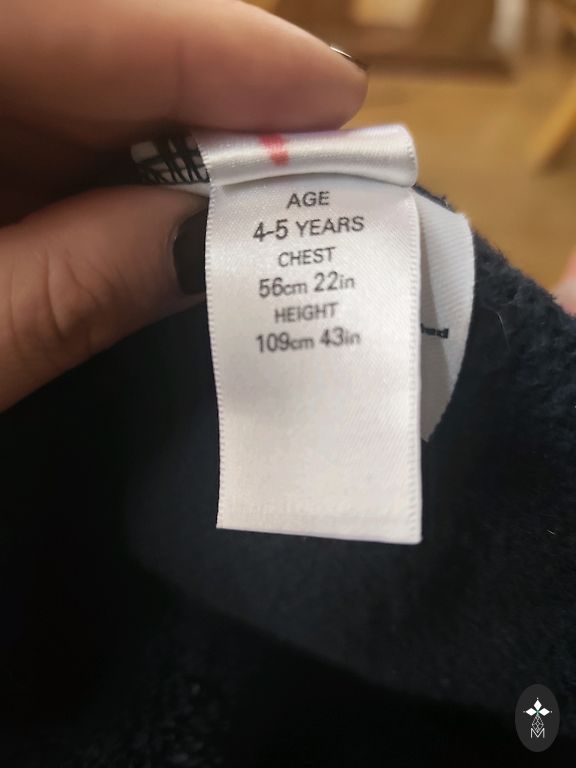 AGE
4-5 YEARS
CHEST
56cm 22in
HEIGHT
109cm 43in
M